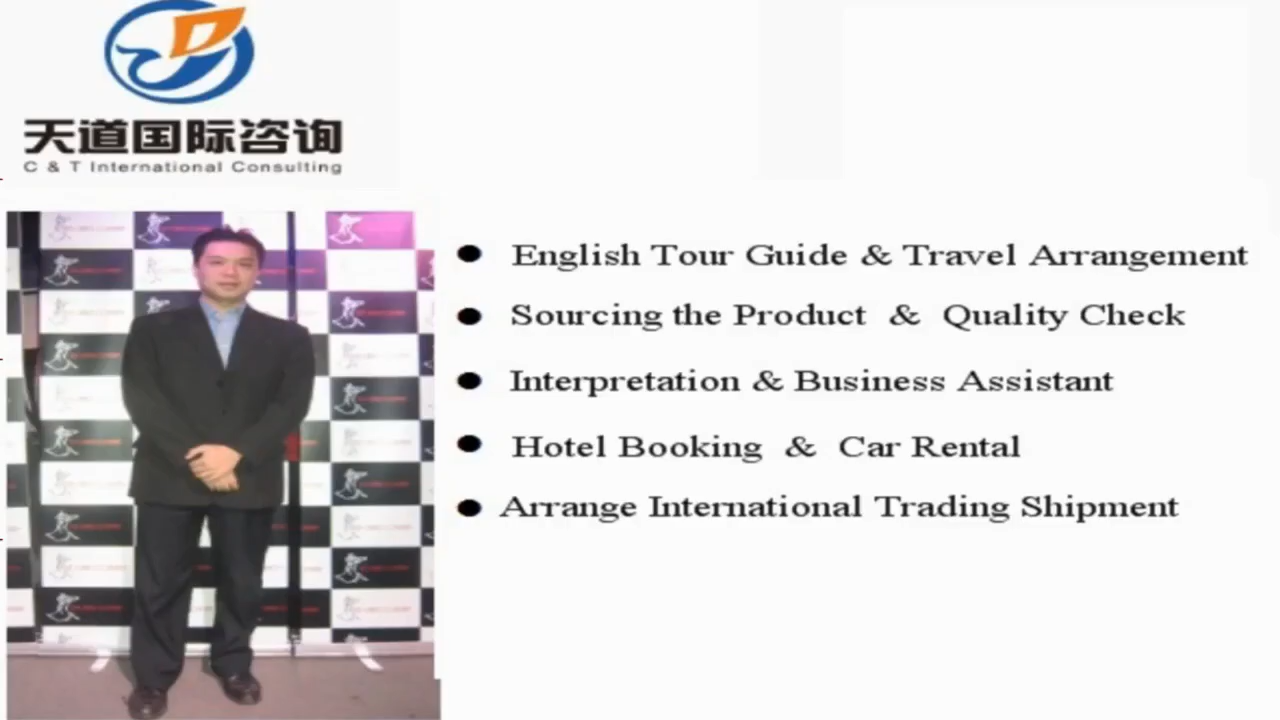 天道国际咨询
C & T International Consulting
● English Tour Guide & Travel Arrangement
● Sourcing the Product & Quality Check
● Interpretation & Business Assistant
● Hotel Booking & Car Rental
● Arrange International Trading Shipment